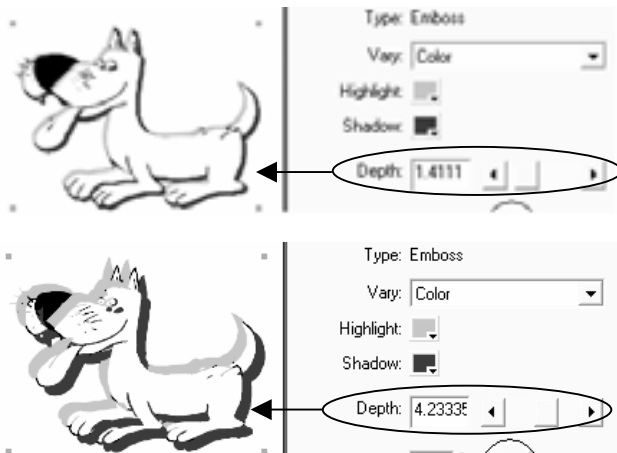 Type: Emboss
Vary: Color
Highlight:
Shadow:
Depth: 1.4111
Type: Emboss
Vary: Color
Highlight:
Shadow:
Depth: 4.23335